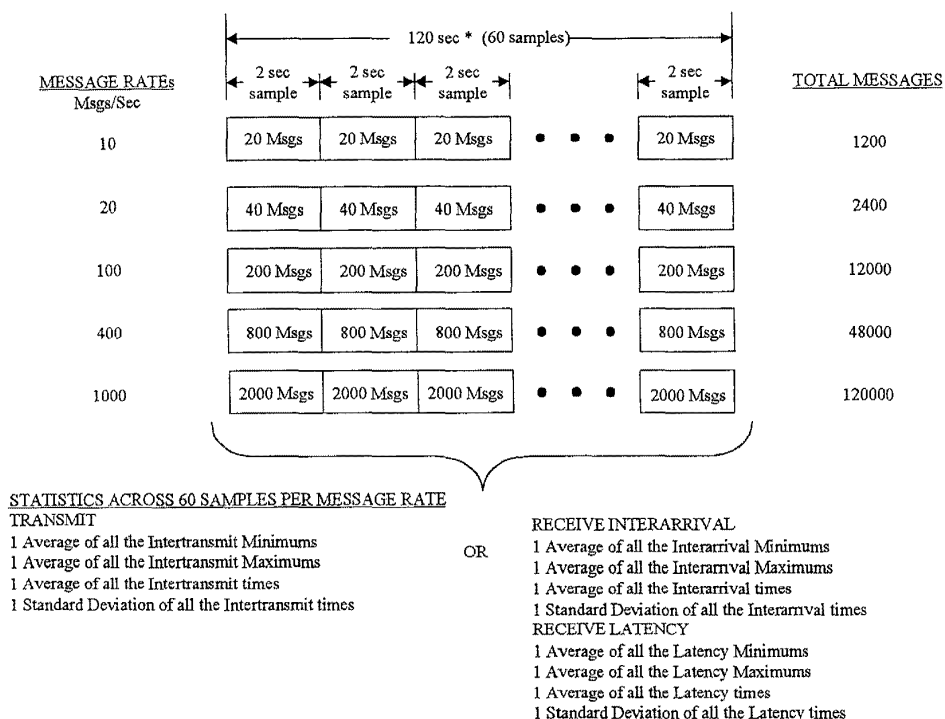 120 sec * (60 samples)
MESSAGE RATEs
Msgs/Sec
2 sec sample
2 sec sample
2 sec sample
2 sec sample
TOTAL MESSAGES
10 20 Msgs 20 Msgs 20 Msgs • • • 20 Msgs 1200
20 40 Msgs 40 Msgs 40 Msgs • • • 40 Msgs 2400
100 200 Msgs 200 Msgs 200 Msgs • • • 200 Msgs 12000
400 800 Msgs 800 Msgs 800 Msgs • • • 800 Msgs 48000
1000 2000 Msgs 2000 Msgs 2000 Msgs • • • 2000 Msgs 120000
STATISTICS ACROSS 60 SAMPLES PER MESSAGE RATE
TRANSMIT
1 Average of all the Intertransmit Minimums
1 Average of all the Intertransmit Maximums
1 Average of all the Intertransmit times
1 Standard Deviation of all the Intertransmit times
OR
RECEIVE INTERARRIVAL
1 Average of all the Interarrival Minimums
1 Average of all the Interarrival Maximums
1 Average of all the Interarrival times
1 Standard Deviation of all the Interarrival times
RECEIVE LATENCY
1 Average of all the Latency Minimums
1 Average of all the Latency Maximums
1 Average of all the Latency times
1 Standard Deviation of all the Latency times